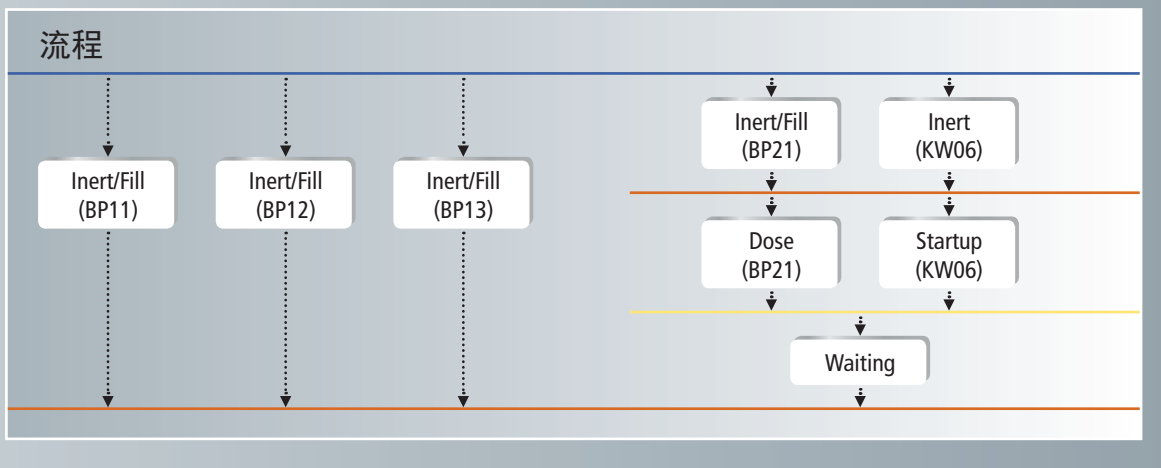 流程
Inert/Fill
(BP21)
Inert
(KW06)
Inert/Fill
(BP11)
Inert/Fill
(BP12)
Inert/Fill
(BP13)
Dose
(BP21)
Startup
(KW06)
Waiting